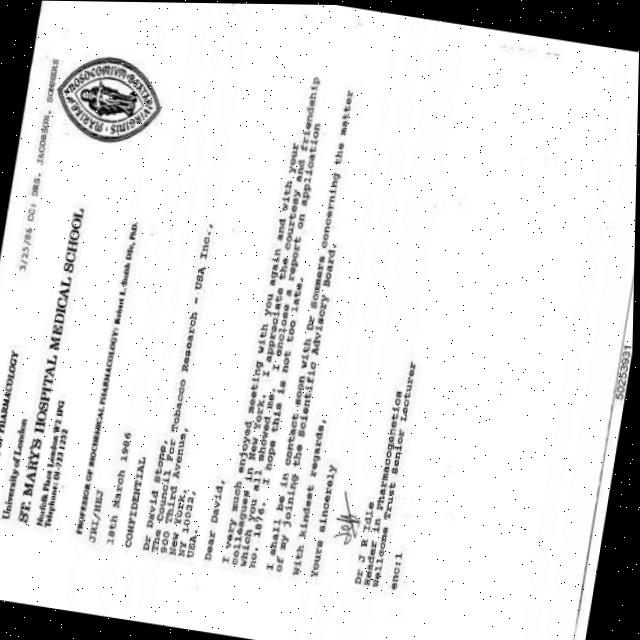 3/25/86 CC: DRS. JACOBSON, SOMMERS
OF PHARMACOLOGY
University of London
ST. MARY'S HOSPITAL MEDICAL SCHOOL
Norfolk Place London W2 1PG
Telephone: 01-723 1252
PROFESSOR OF BIOCHEMICAL PHARMACOLOGY: Robert L. Smith DSc, PhD.
JRI/HEJ
18th March 1986
CONFIDENTIAL
Dr David Stone,
The Council For Tobacco Research - USA Inc.,
900 Third Avenue,
New York,
NY 10022,
USA.
Dear David,
I very much enjoyed meeting with you again and with your
colleagues in New York. I appreciate the courtesy and friendship
which you all showed me. I enclose a report on application
No. 1876. I hope this is not too late.
I shall be in contact soon with Dr Sommers concerning the matter
of my joining the Scientific Advisory Board.
With kindest regards,
Yours sincerely
Dr J R Idle
Reader in Pharmacogenetics
Wellcome Trust Senior Lecturer
enc:1
50253931